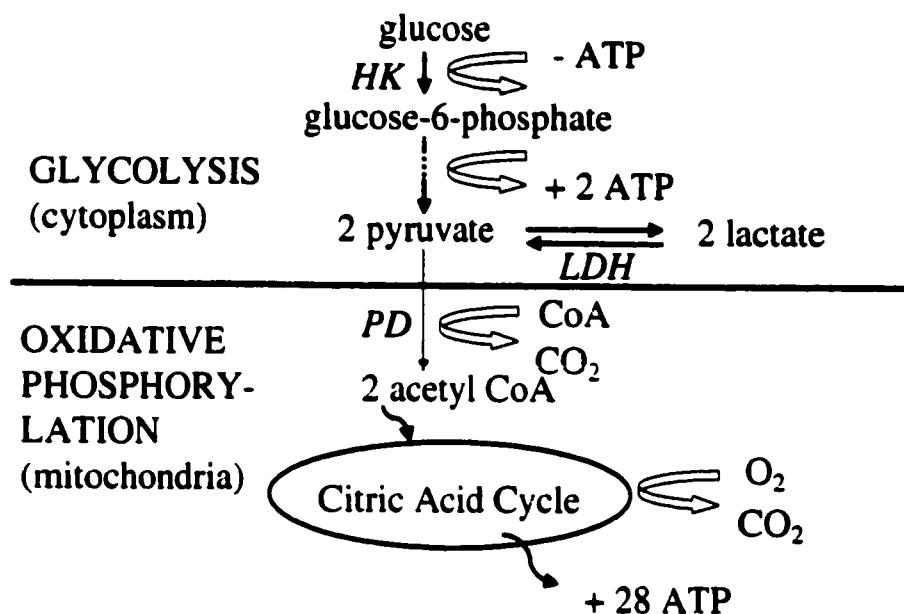 glucose
HK
- ATP
glucose-6-phosphate
GLYCOLYSIS
(cytoplasm)
+ 2 ATP
2 pyruvate
2 lactate
LDH
PD
CoA
CO₂
OXIDATIVE
PHOSPHORY-
LATION
(mitochondria)
2 acetyl CoA
Citric Acid Cycle
O₂
CO₂
+ 28 ATP